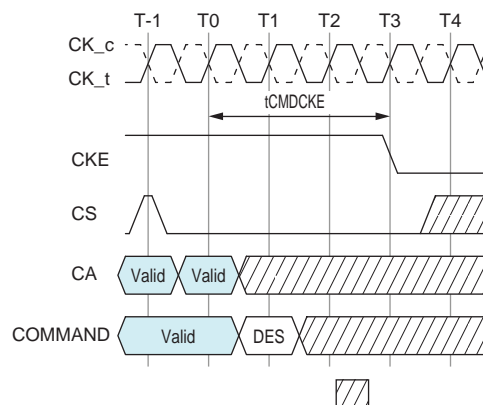 T-1 T0 T1 T2 T3 T4
CK_c
CK_t
tCMDCKE
CKE
CS
CA Valid Valid
COMMAND Valid DES